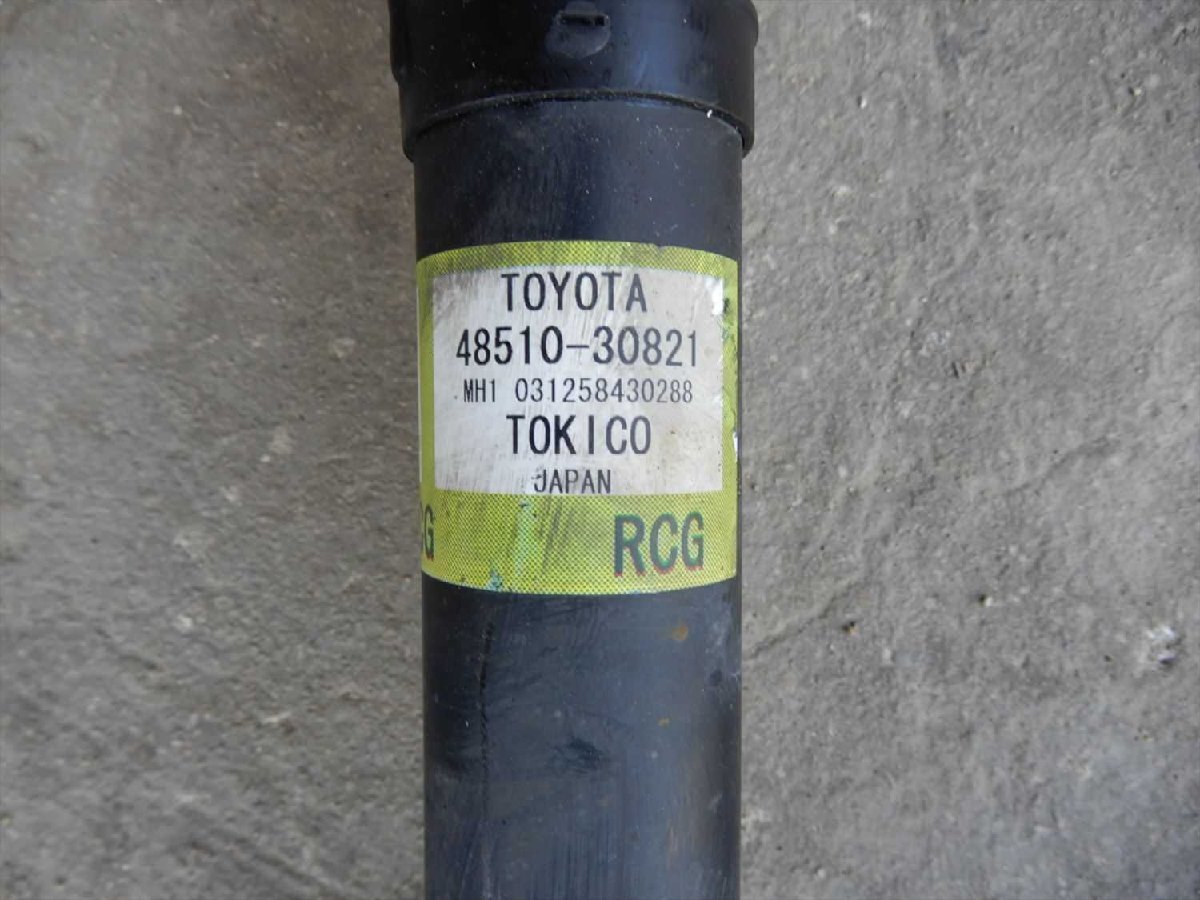 TOYOTA
48510-30821
MH1 031258430288
TOKICO
JAPAN
G RCG